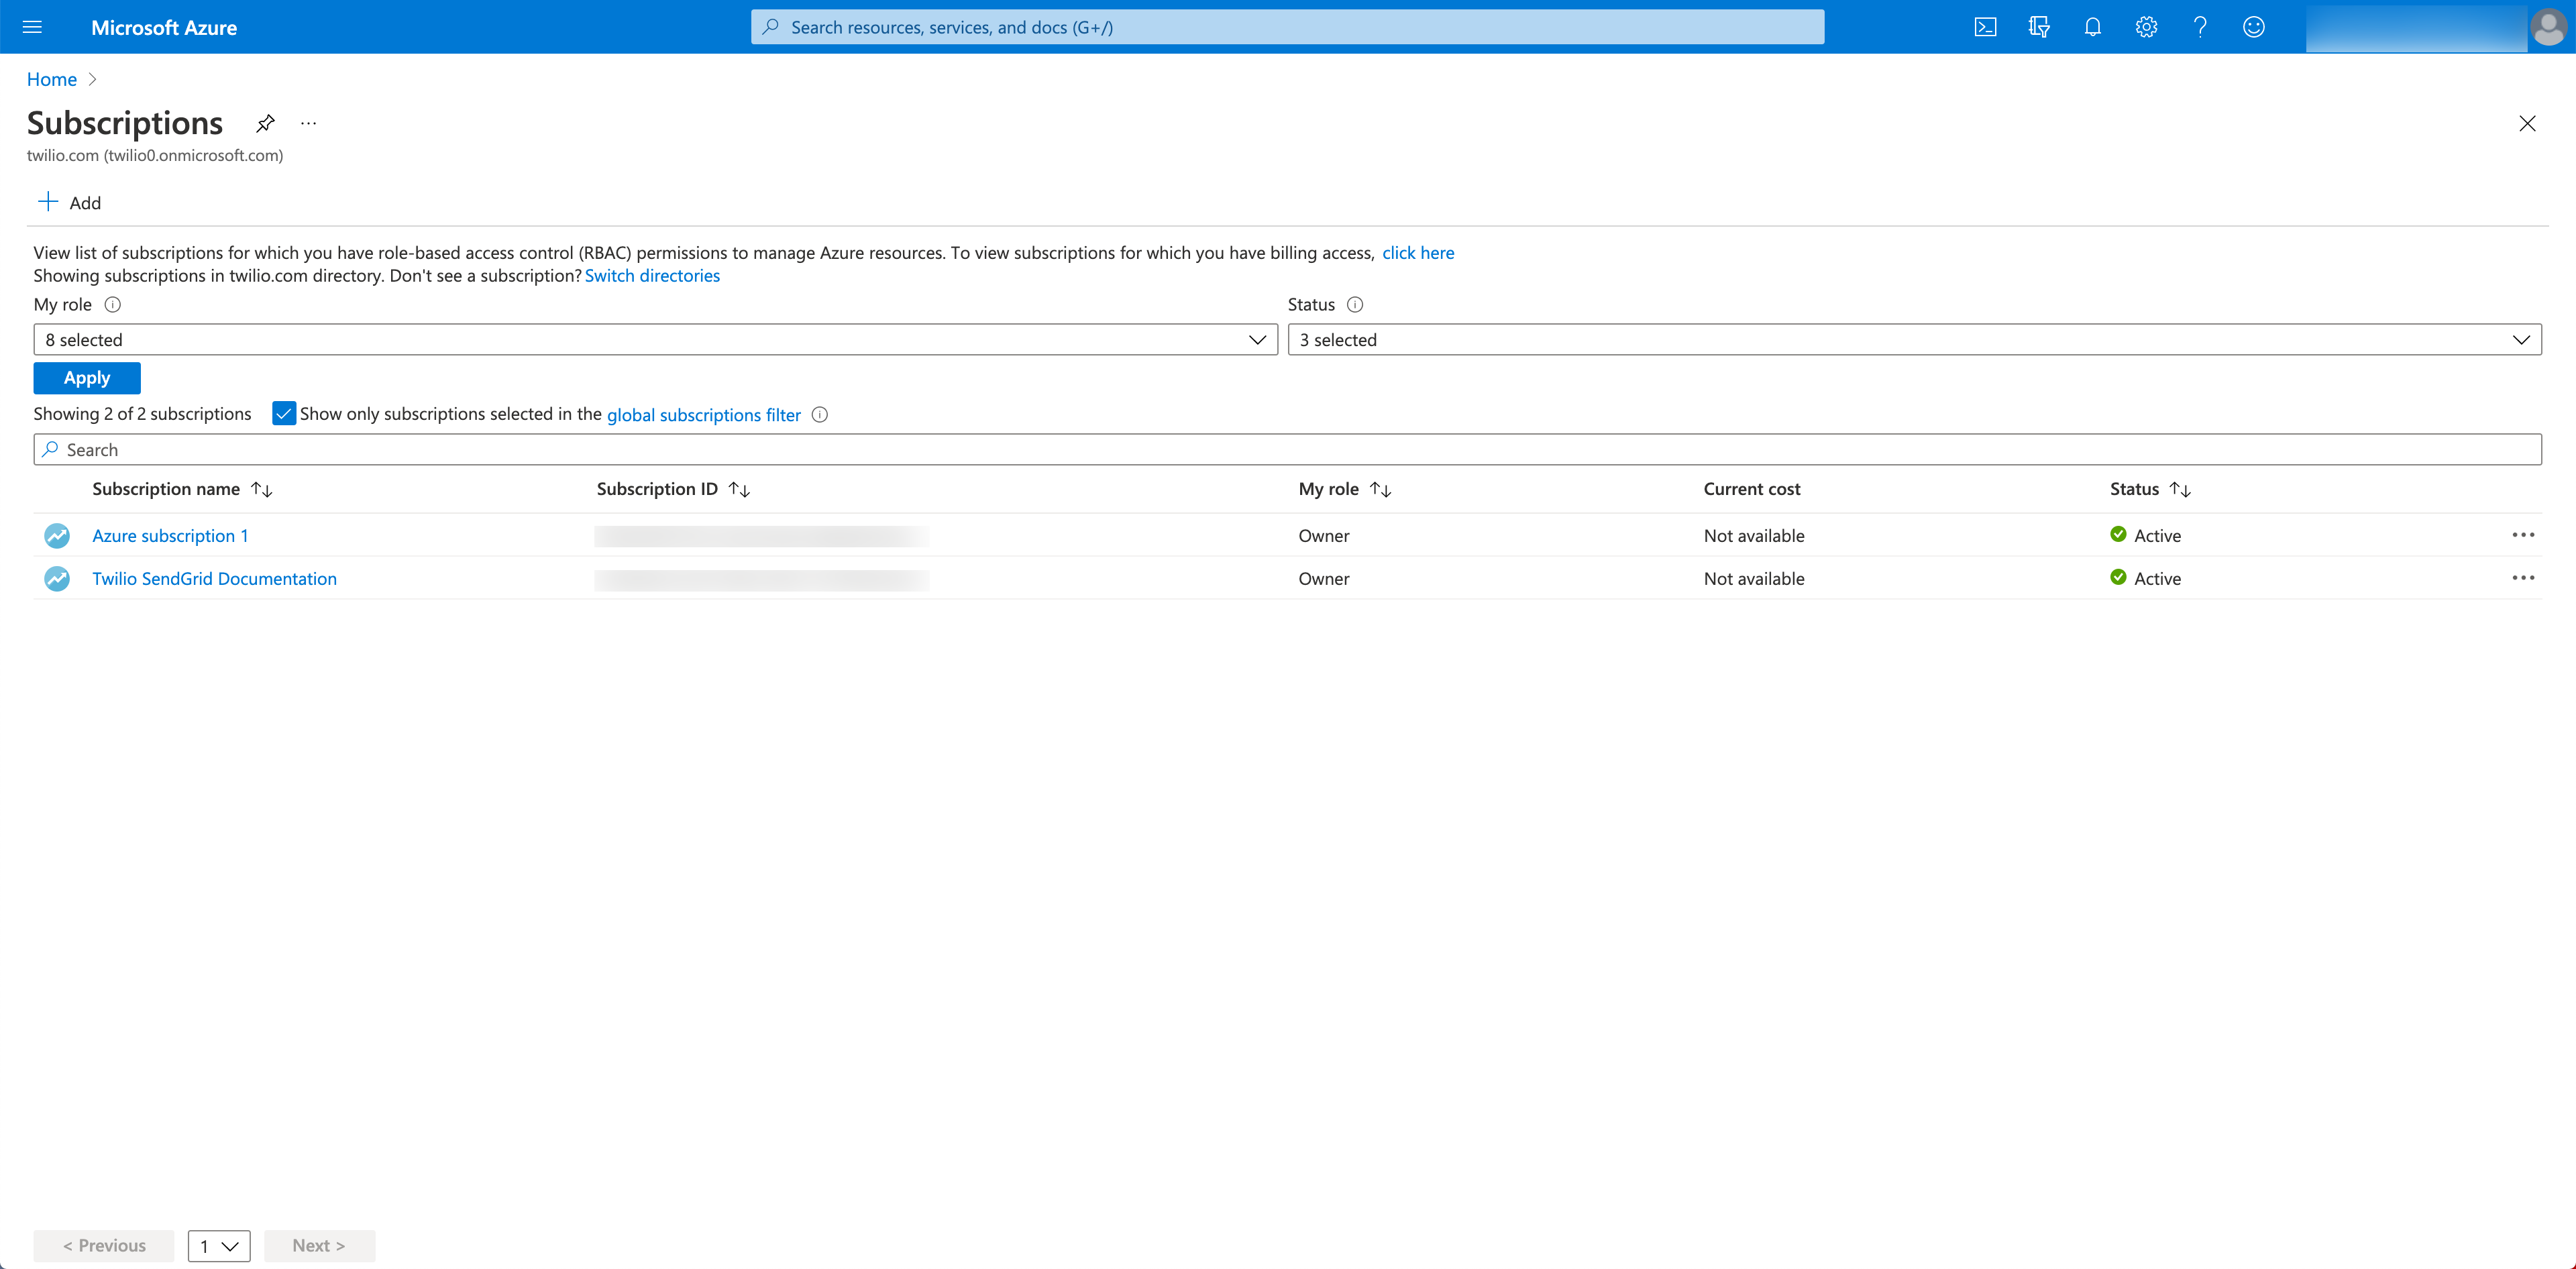 Microsoft Azure
Search resources, services, and docs (G+/)
Home
Subscriptions
twilio.com (twilio0.onmicrosoft.com)
Add
View list of subscriptions for which you have role-based access control (RBAC) permissions to manage Azure resources. To view subscriptions for which you have billing access, click here
Showing subscriptions in twilio.com directory. Don't see a subscription? Switch directories
My role
Status
8 selected
3 selected
Apply
Showing 2 of 2 subscriptions
Show only subscriptions selected in the global subscriptions filter
Search
Subscription name Subscription ID My role Current cost Status
Azure subscription 1 Owner Not available Active
Twilio SendGrid Documentation Owner Not available Active
< Previous 1 Next >